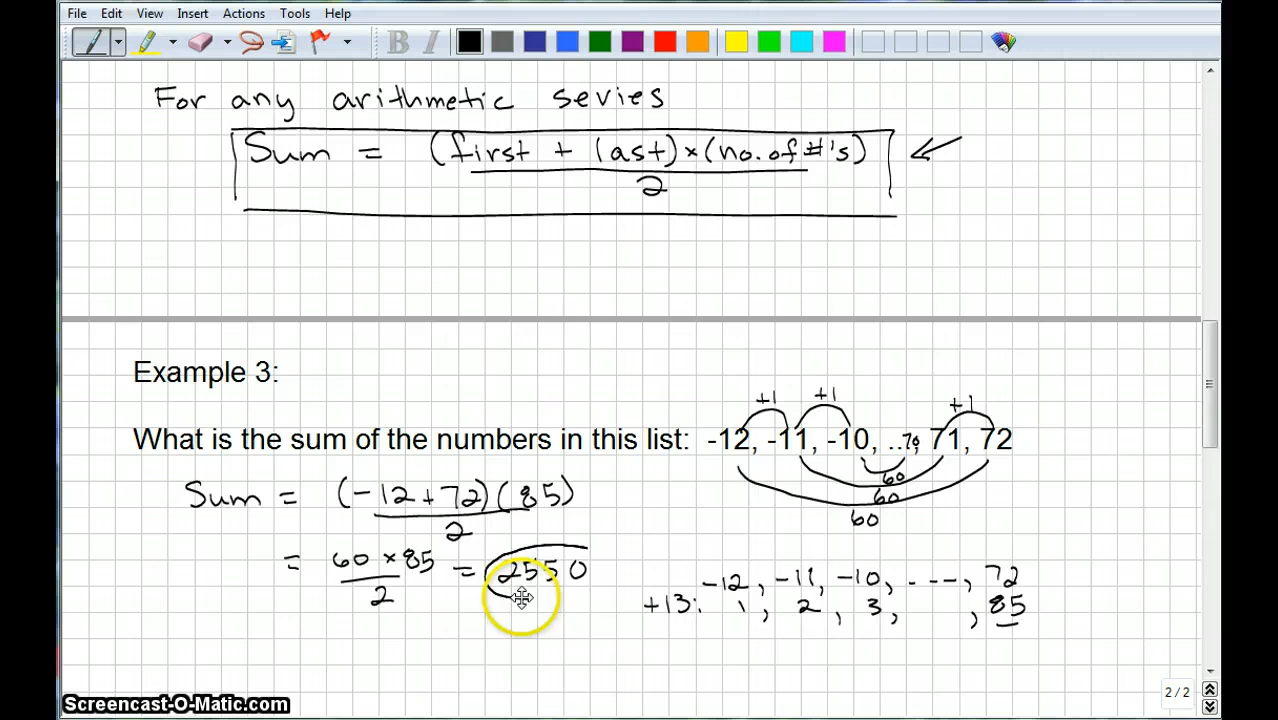 File Edit View Insert Actions Tools Help
B I
For any arithmetic series
Sum = (first + last) × (no. of #'s)
2
Example 3:
+1 +1 +1
What is the sum of the numbers in this list: -12, -11, -10, ..70, 71, 72
60
60
60
Sum = (-12 + 72)(85)
2
= 60 × 85 = 2550
2
-12, -11, -10, ----, 72
+13: 1, 2, 3, , 85
2/2
Screencast-O-Matic.com